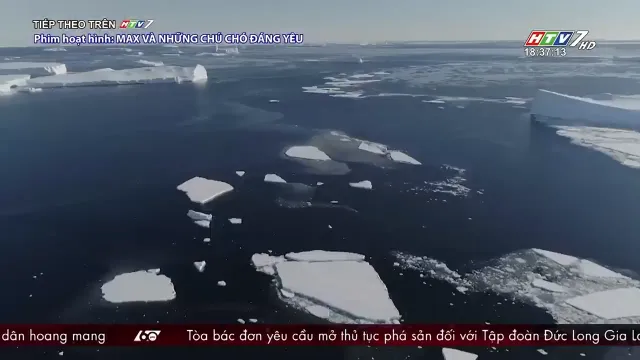 TIẾP THEO TRÊN HTV7
Phim hoạt hình: MAX VÀ NHỮNG CHÚ CHÓ ĐÁNG YÊU
HTV7 HD
18:37:13
dân hoang mang 60 Tòa bác đơn yêu cầu mở thủ tục phá sản đối với Tập đoàn Đức Long Gia L